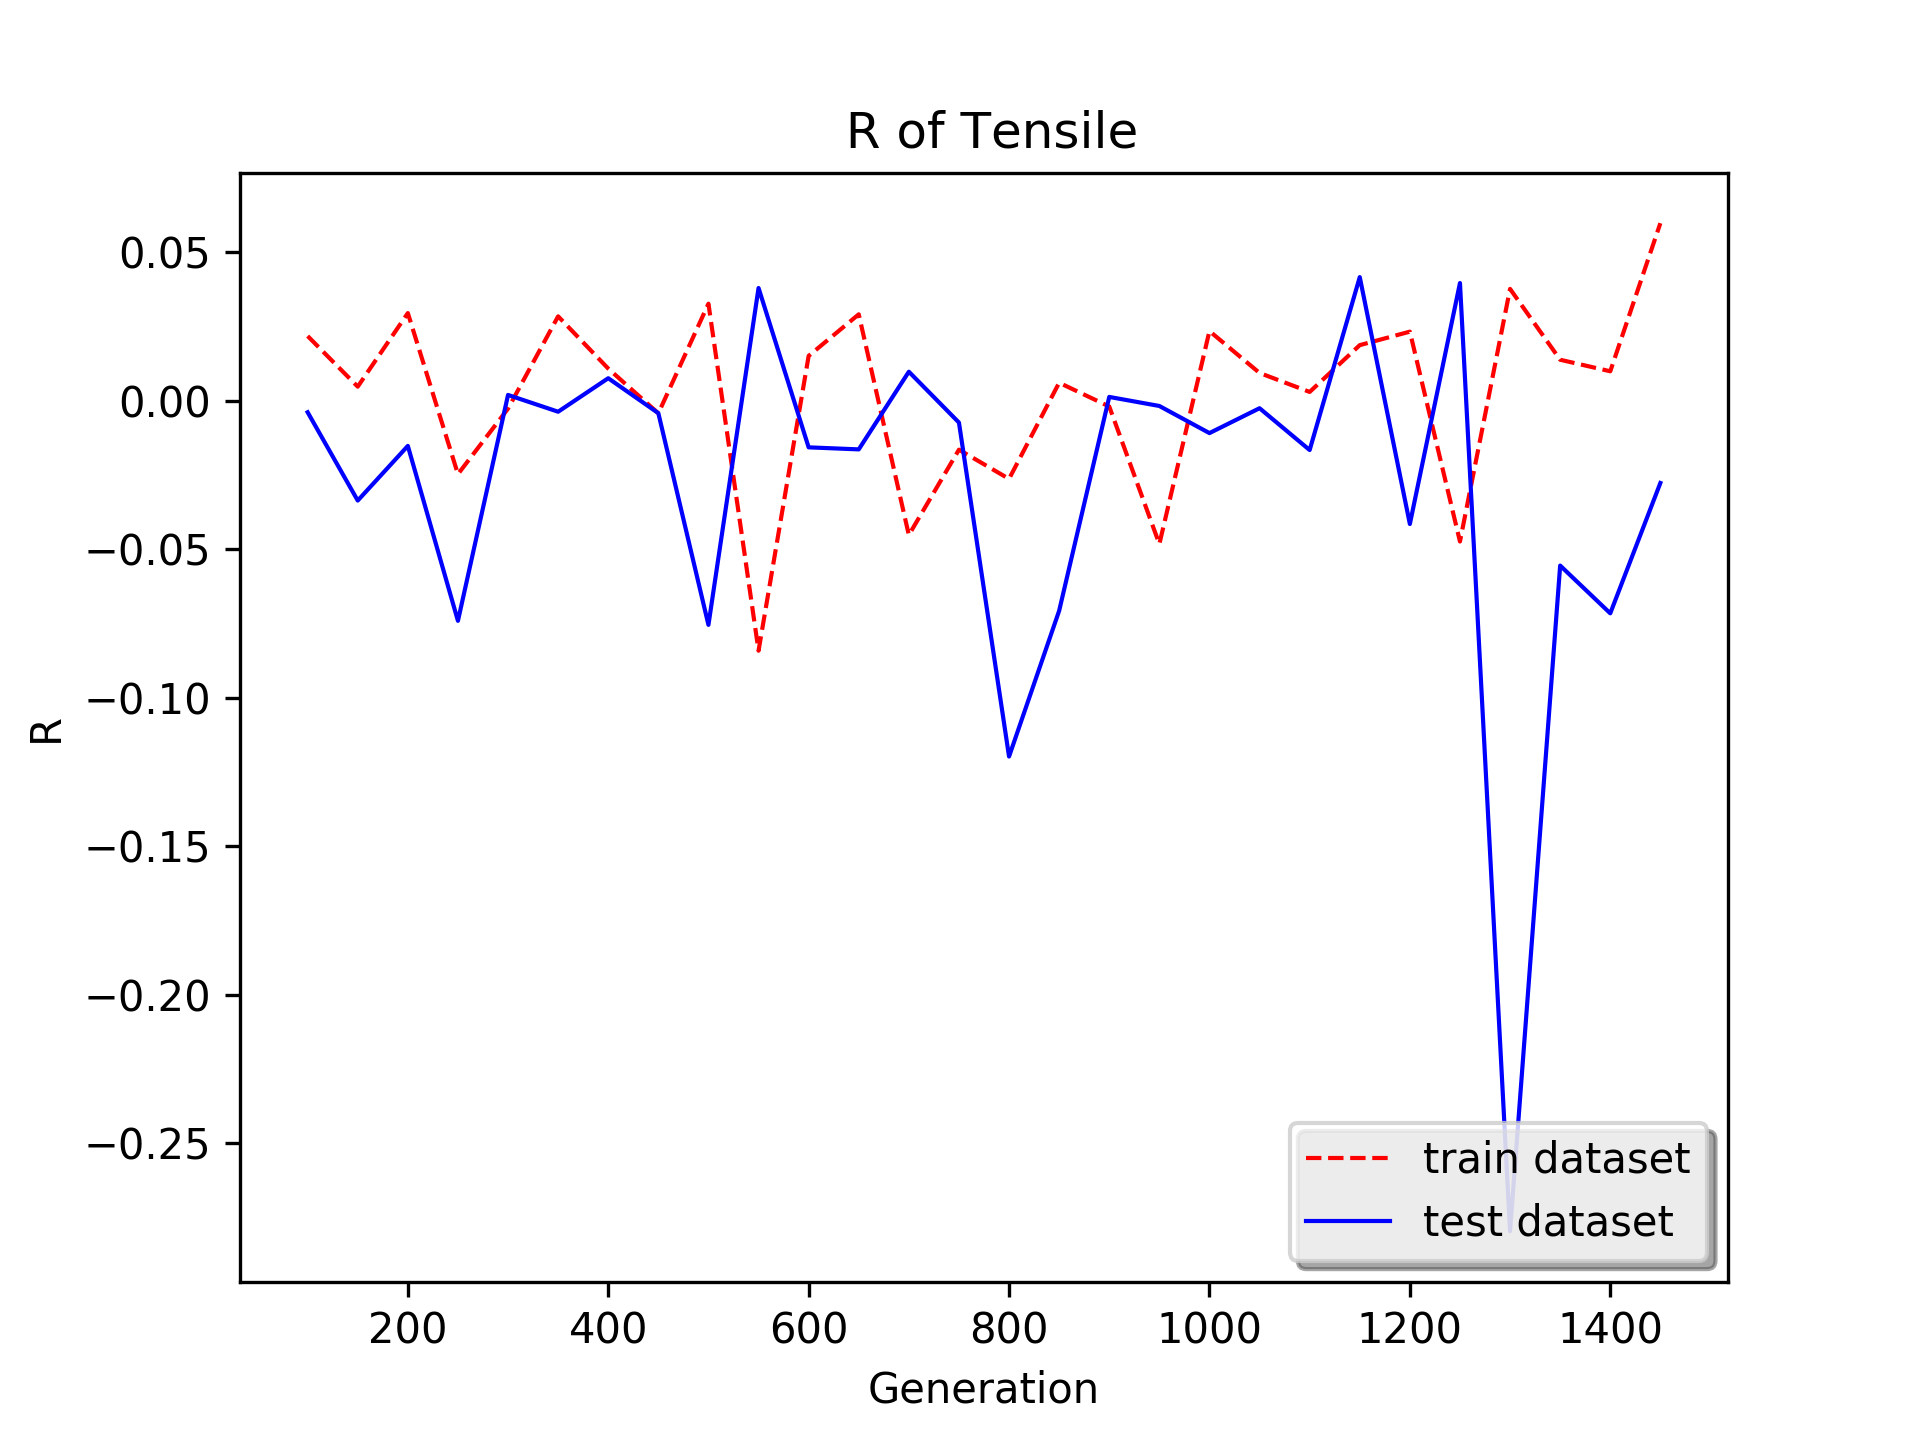 R of Tensile
0.05
0.00
−0.05
−0.10
−0.15
−0.20
−0.25
R
train dataset
test dataset
200 400 600 800 1000 1200 1400
Generation